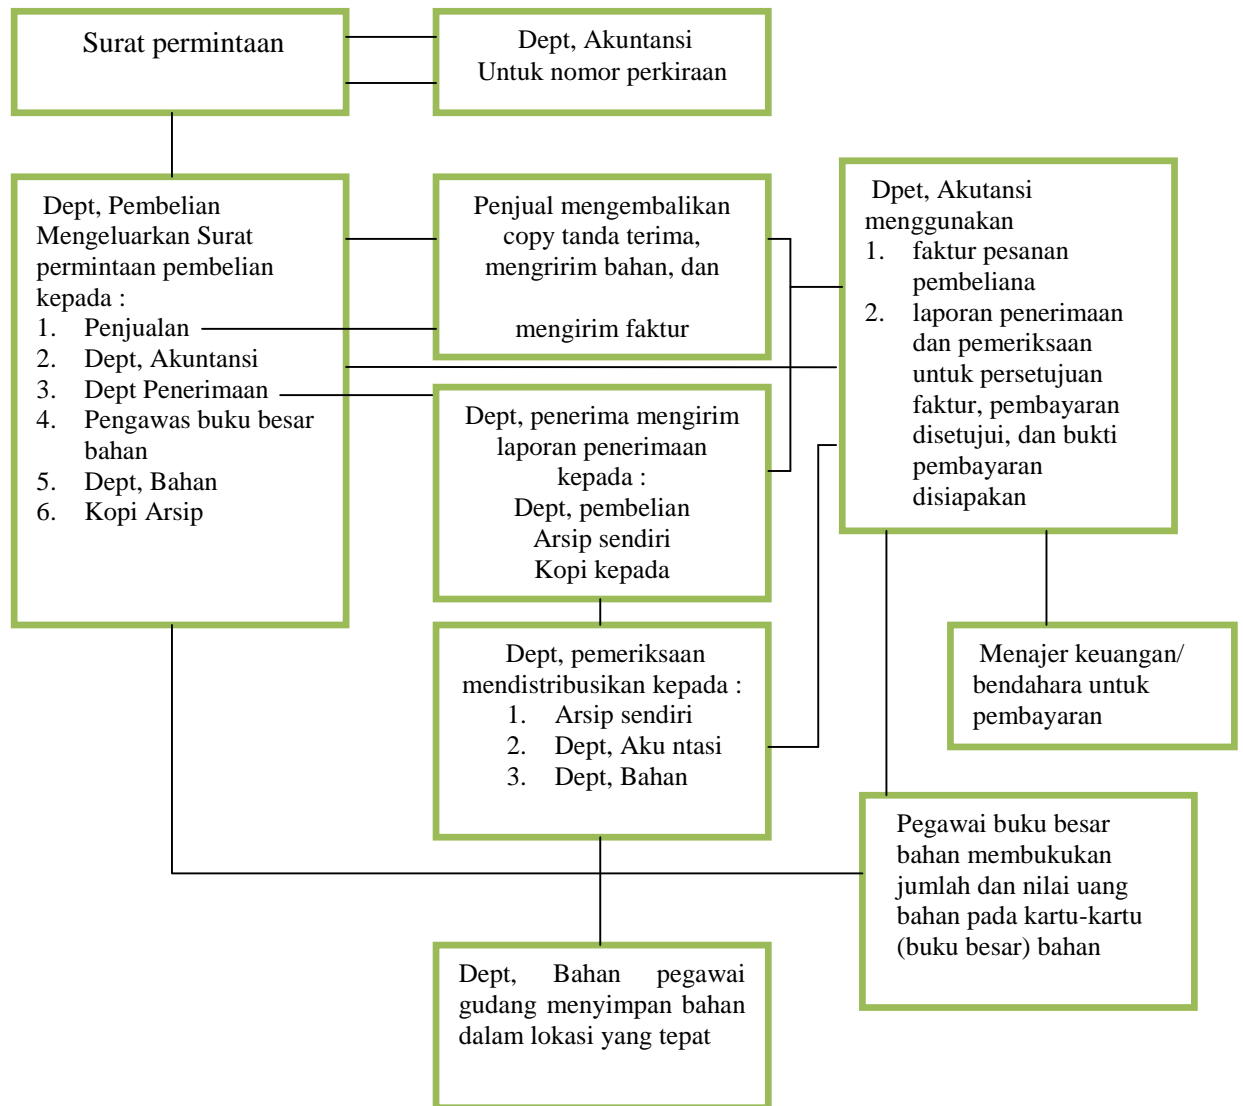 Surat permintaan
Dept, Akuntansi
Untuk nomor perkiraan
Dept, Pembelian
Mengeluarkan Surat
permintaan pembelian
kepada :
1. Penjualan
2. Dept, Akuntansi
3. Dept Penerimaan
4. Pengawas buku besar
bahan
5. Dept, Bahan
6. Kopi Arsip
Penjual mengembalikan
copy tanda terima,
mengririm bahan, dan
mengirim faktur
Dpet, Akutansi
menggunakan
1. faktur pesanan
pembeliana
2. laporan penerimaan
dan pemeriksaan
untuk persetujuan
faktur, pembayaran
disetujui, dan bukti
pembayaran
disiapakan
Dept, penerima mengirim
laporan penerimaan
kepada :
Dept, pembelian
Arsip sendiri
Kopi kepada
Dept, pemeriksaan
mendistribusikan kepada :
1. Arsip sendiri
2. Dept, Aku ntasi
3. Dept, Bahan
Menajer keuangan/
bendahara untuk
pembayaran
Pegawai buku besar
bahan membukukan
jumlah dan nilai uang
bahan pada kartu-kartu
(buku besar) bahan
Dept, Bahan pegawai
gudang menyimpan bahan
dalam lokasi yang tepat